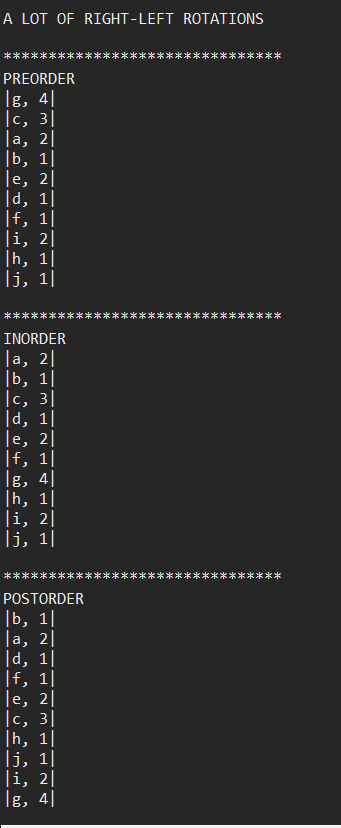 A LOT OF RIGHT-LEFT ROTATIONS
*******************************
PREORDER
|g, 4|
|c, 3|
|a, 2|
|b, 1|
|e, 2|
|d, 1|
|f, 1|
|i, 2|
|h, 1|
|j, 1|
*******************************
INORDER
|a, 2|
|b, 1|
|c, 3|
|d, 1|
|e, 2|
|f, 1|
|g, 4|
|h, 1|
|i, 2|
|j, 1|
*******************************
POSTORDER
|b, 1|
|a, 2|
|d, 1|
|f, 1|
|e, 2|
|c, 3|
|h, 1|
|j, 1|
|i, 2|
|g, 4|